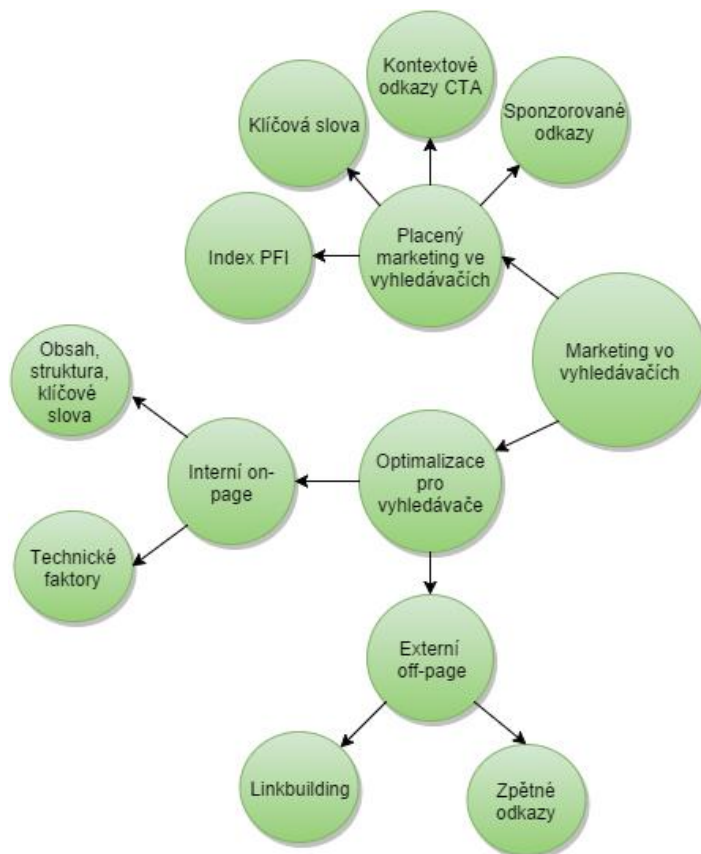 Kontextové
odkazy CTA
Klíčová slova
Sponzorované
odkazy
Index PFI
Placený
marketing ve
vyhledávačích
Marketing vo
vyhledávačích
Obsah,
struktura,
klíčové
slova
Interní on-
page
Optimalizace
pro
vyhledávače
Technické
faktory
Externí
off-page
Linkbuilding
Zpětné
odkazy